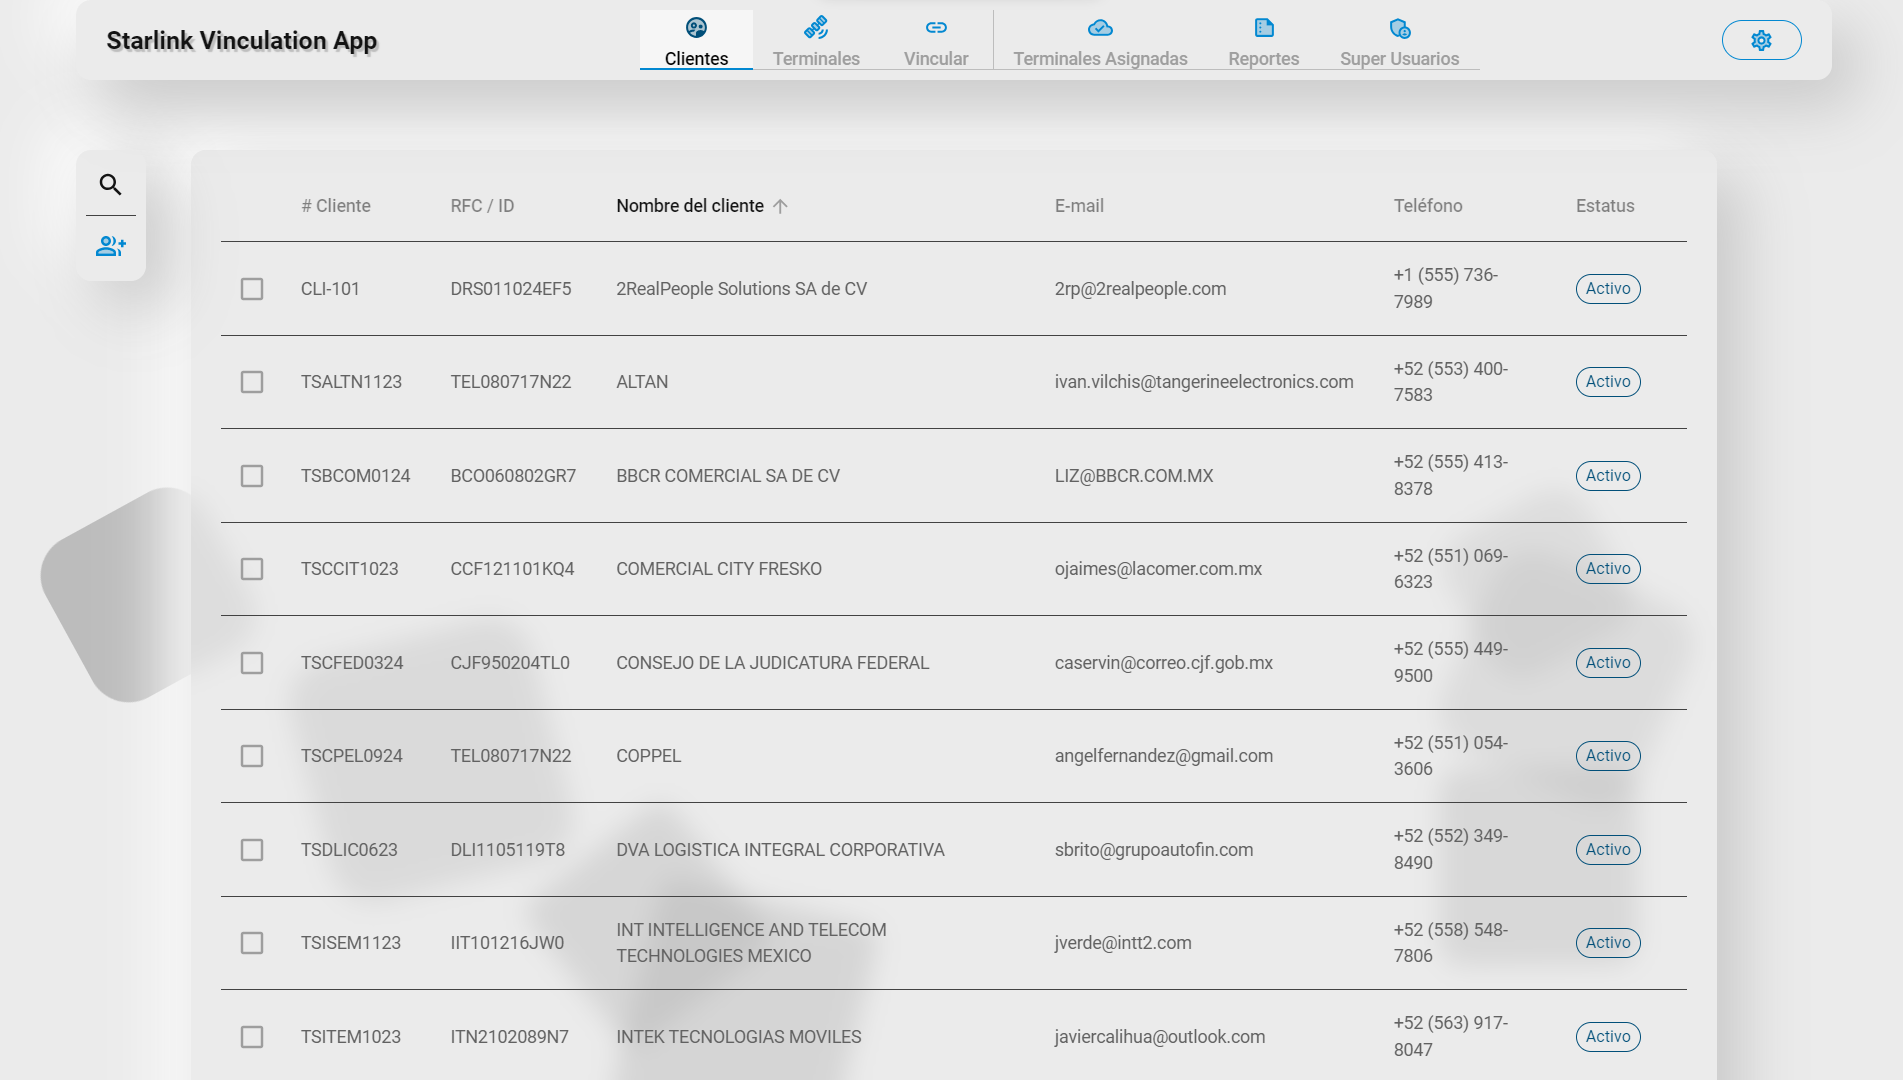 Starlink Vinculation App
Clientes
Terminales
Vincular
Terminales Asignadas
Reportes
Super Usuarios
# Cliente RFC / ID Nombre del cliente E-mail Teléfono Estatus
CLI-101 DRS011024EF5 2RealPeople Solutions SA de CV 2rp@2realpeople.com +1 (555) 736-
7989 Activo
TSALTN1123 TEL080717N22 ALTAN ivan.vilchis@tangerineelectronics.com +52 (553) 400-
7583 Activo
TSBCOM0124 BCO060802GR7 BBCR COMERCIAL SA DE CV LIZ@BBCR.COM.MX +52 (555) 413-
8378 Activo
TSCCIT1023 CCF121101KQ4 COMERCIAL CITY FRESKO ojaimes@lacomer.com.mx +52 (551) 069-
6323 Activo
TSCFED0324 CJF950204TL0 CONSEJO DE LA JUDICATURA FEDERAL caservin@correo.cjf.gob.mx +52 (555) 449-
9500 Activo
TSCPEL0924 TEL080717N22 COPPEL angelfernandez@gmail.com +52 (551) 054-
3606 Activo
TSDLIC0623 DLI1105119T8 DVA LOGISTICA INTEGRAL CORPORATIVA sbrito@grupoautofin.com +52 (552) 349-
8490 Activo
TSISEM1123 IIT101216JW0 INT INTELLIGENCE AND TELECOM
TECHNOLOGIES MEXICO jverde@intt2.com +52 (558) 548-
7806 Activo
TSITEM1023 ITN2102089N7 INTEK TECNOLOGIAS MOVILES javiercalihua@outlook.com +52 (563) 917-
8047 Activo